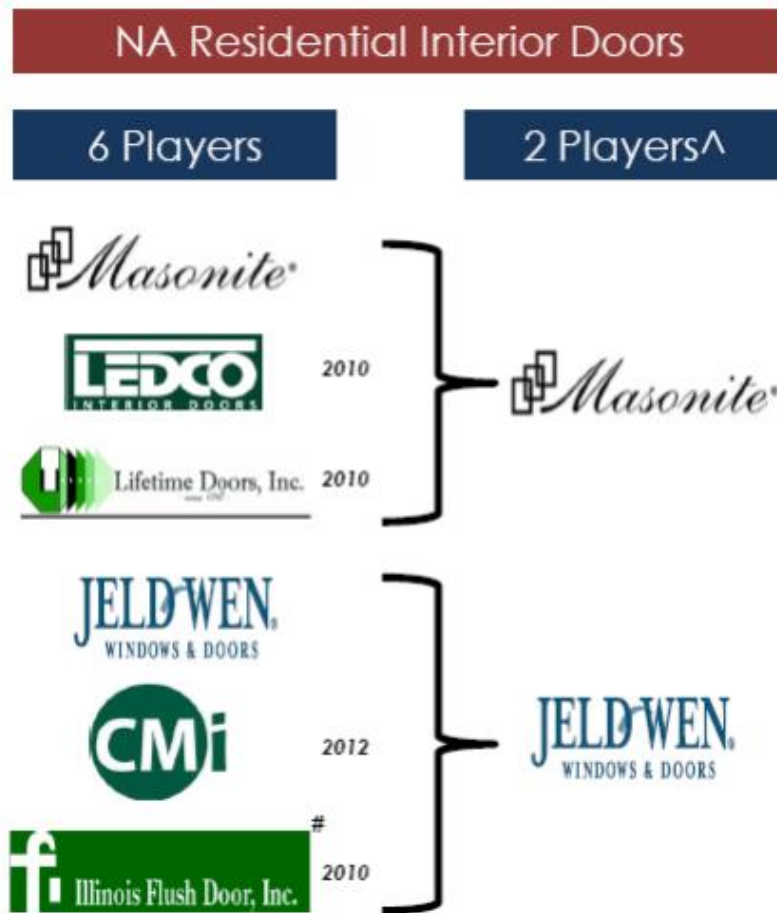 NA Residential Interior Doors
6 Players
2 Players^
Masonite®
LEDCO
INTERIOR DOORS
2010
Lifetime Doors, Inc.
2010
Masonite®
JELD-WEN®
WINDOWS & DOORS
CMi
2012
#
Illinois Flush Door, Inc.
2010
JELD-WEN®
WINDOWS & DOORS